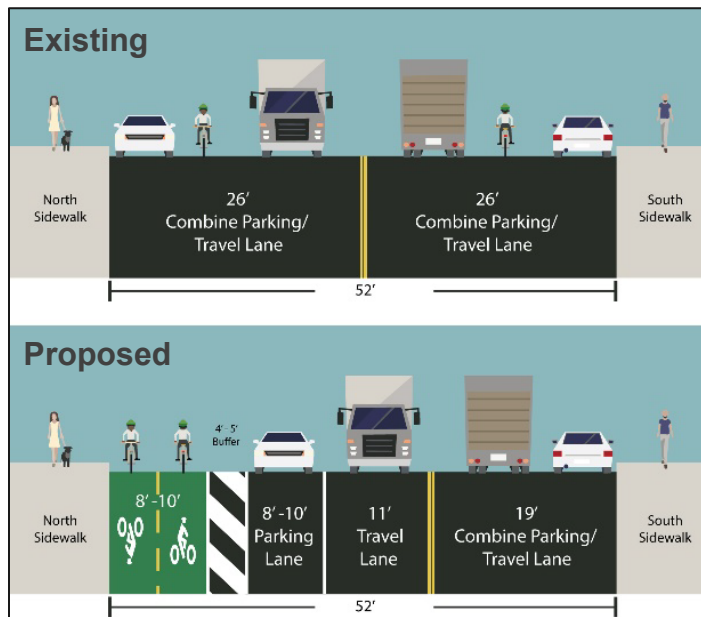 Existing
North
Sidewalk
26’
Combine Parking/
Travel Lane
26’
Combine Parking/
Travel Lane
South
Sidewalk
52’
Proposed
4’ - 5’
Buffer
North
Sidewalk
8’ -10’
8’ -10’
Parking
Lane
11’
Travel
Lane
19’
Combine Parking/
Travel Lane
South
Sidewalk
52’